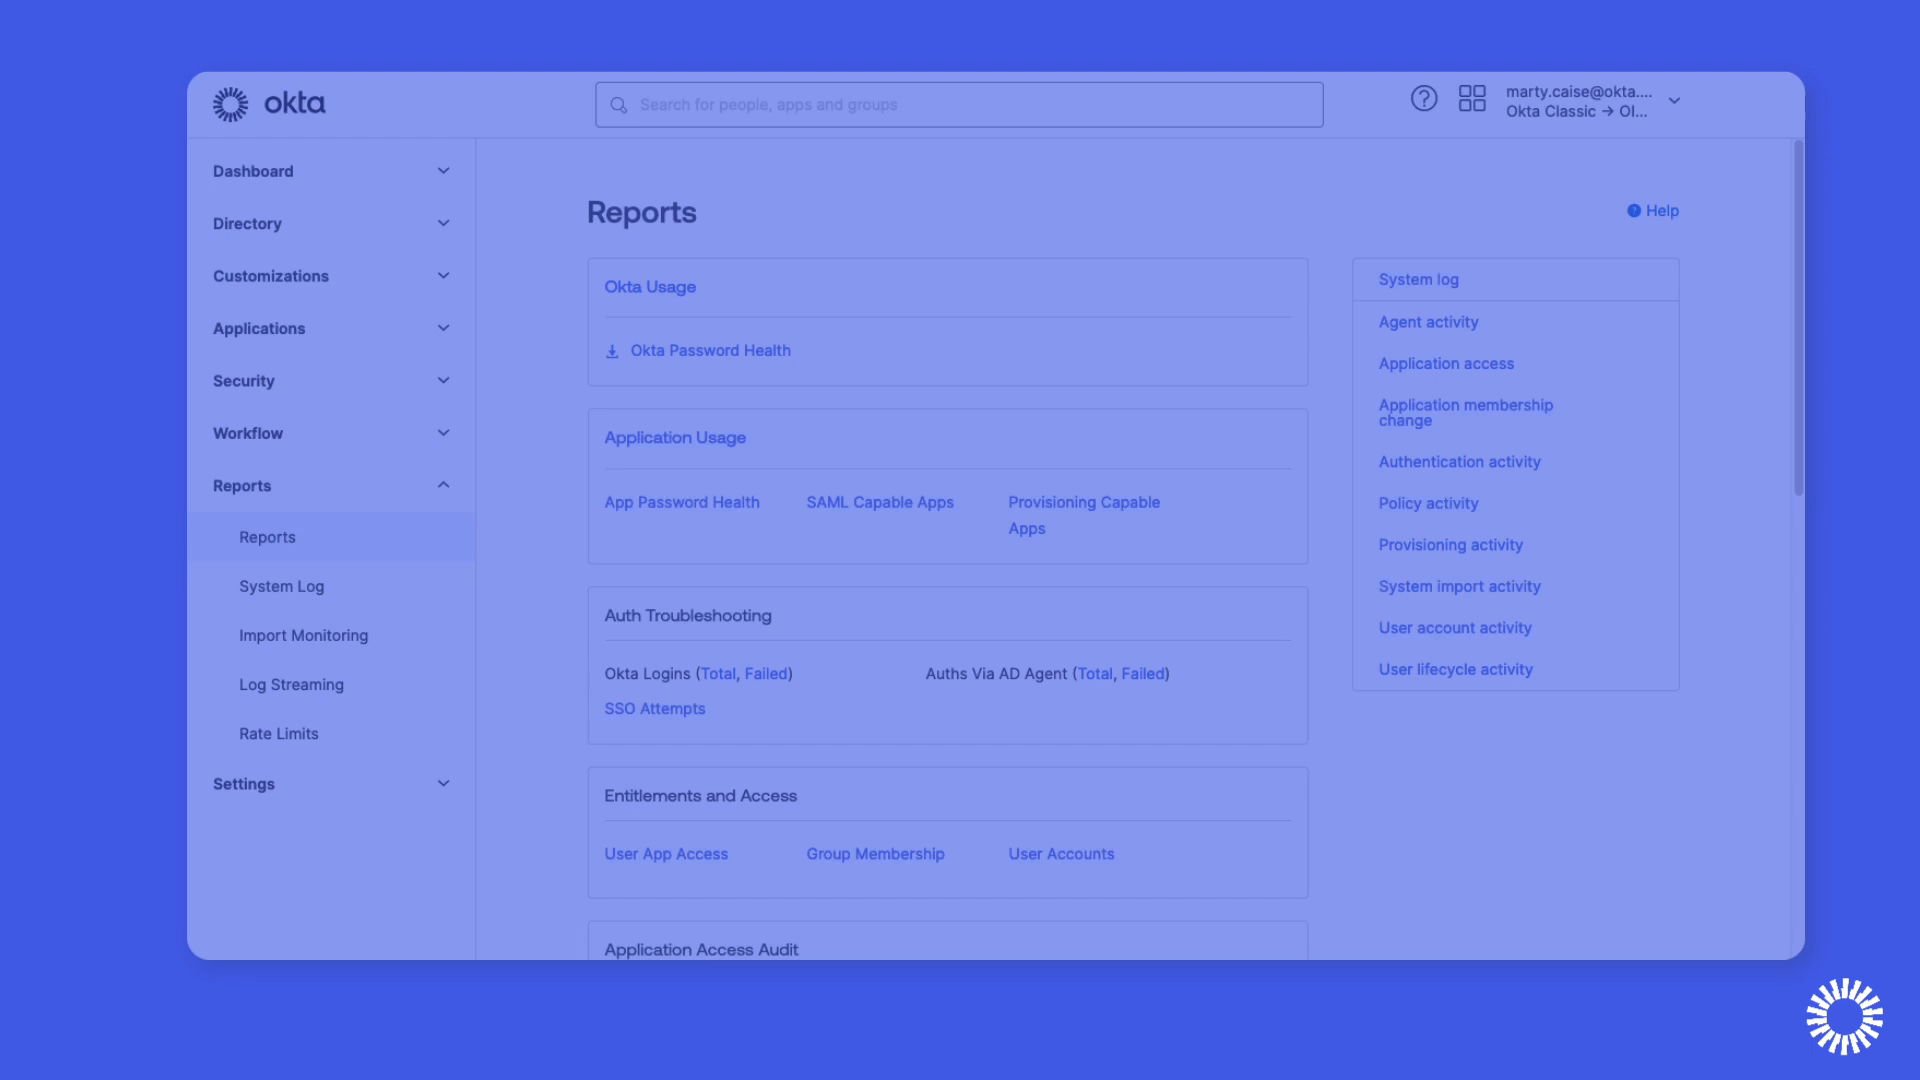 okta
Search for people, apps and groups
marty.caise@okta....
Okta Classic → OI...
Dashboard
Directory
Customizations
Applications
Security
Workflow
Reports
Reports
System Log
Import Monitoring
Log Streaming
Rate Limits
Settings
Reports
Help
Okta Usage
Okta Password Health
Application Usage
App Password Health
SAML Capable Apps
Provisioning Capable
Apps
Auth Troubleshooting
Okta Logins (Total, Failed)
Auths Via AD Agent (Total, Failed)
SSO Attempts
Entitlements and Access
User App Access
Group Membership
User Accounts
Application Access Audit
System log
Agent activity
Application access
Application membership
change
Authentication activity
Policy activity
Provisioning activity
System import activity
User account activity
User lifecycle activity